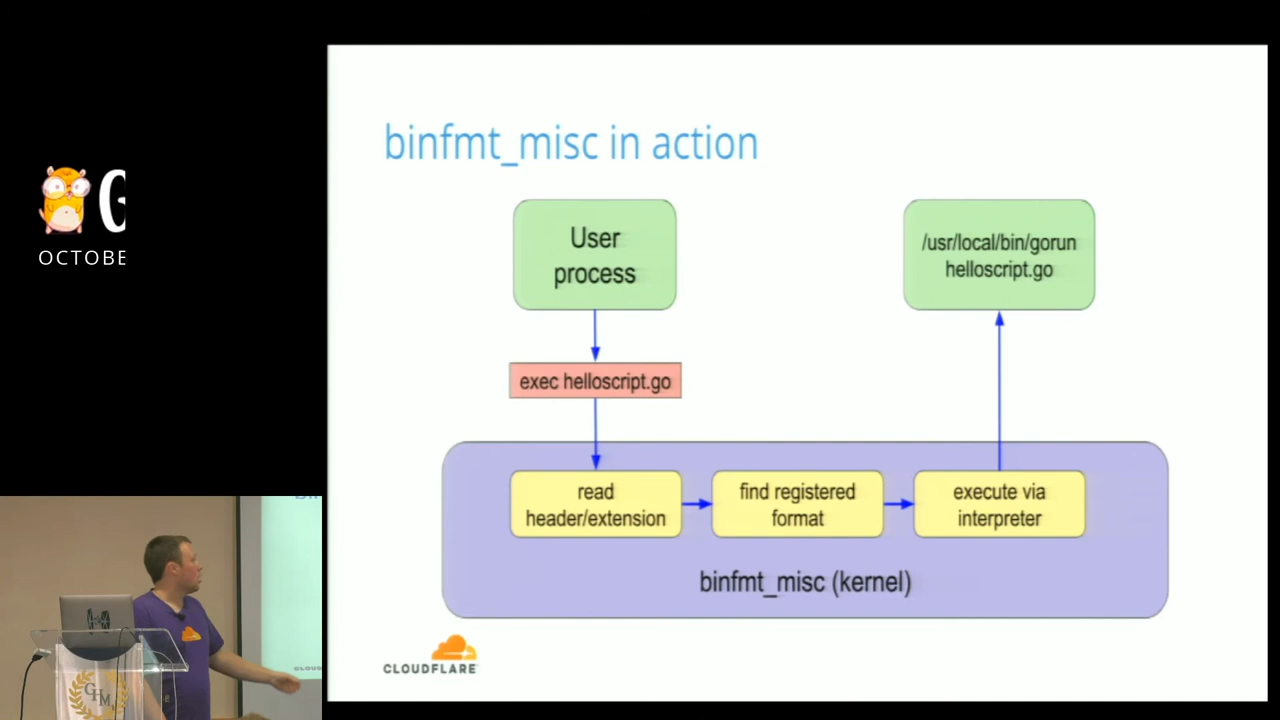 G
OCTOBE
binfmt_misc in action
User
process
/usr/local/bin/gorun
helloscript.go
exec helloscript.go
read
header/extension
find registered
format
execute via
interpreter
binfmt_misc (kernel)
CLOUDFLARE
CHM